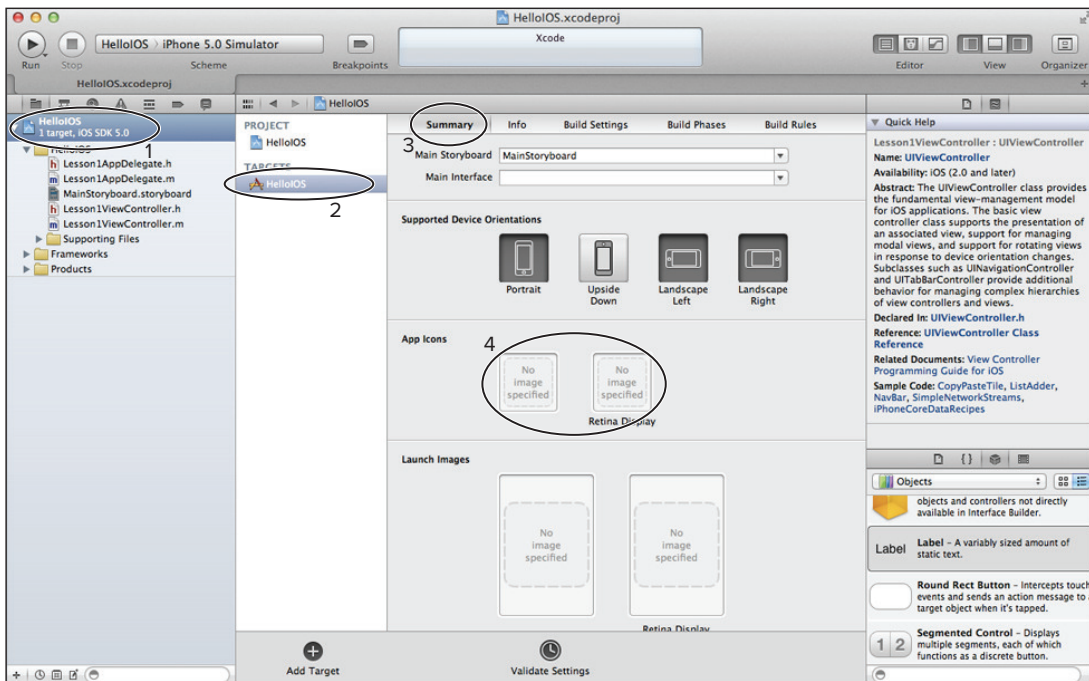 HelloIOS.xcodeproj
HelloIOS
iPhone 5.0 Simulator
Xcode
Run
Stop
Scheme
Breakpoints
Editor
View
Organizer
HelloIOS.xcodeproj
HelloIOS
1 target, iOS SDK 5.0
1
HelloIOS
Lesson1AppDelegate.h
Lesson1AppDelegate.m
MainStoryboard.storyboard
Lesson1ViewController.h
Lesson1ViewController.m
Supporting Files
Frameworks
Products
HelloIOS
PROJECT
HelloIOS
TARGETS
HelloIOS
2
Summary
Info
Build Settings
Build Phases
Build Rules
3
Main Storyboard
MainStoryboard
Main Interface
Supported Device Orientations
Portrait
Upside
Down
Landscape
Left
Landscape
Right
App Icons
4
No
image
specified
No
image
specified
Retina Display
Launch Images
No
image
specified
No
image
specified
Retina Display
Add Target
Validate Settings
Quick Help
Lesson1ViewController : UIViewController
Name: UIViewController
Availability: iOS (2.0 and later)
Abstract: The UIViewController class provides
the fundamental view-management model
for iOS applications. The basic view
controller class supports the presentation of
an associated view, support for managing
modal views, and support for rotating views
in response to device orientation changes.
Subclasses such as UINavigationController
and UITabBarController provide additional
behavior for managing complex hierarchies
of view controllers and views.
Declared In: UIViewController.h
Reference: UIViewController Class
Reference
Related Documents: View Controller
Programming Guide for iOS
Sample Code: CopyPasteTile, ListAdder,
NavBar, SimpleNetworkStreams,
iPhoneCoreDataRecipes
{}
Objects
objects and controllers not directly
available in Interface Builder.
Label
Label - A variably sized amount of
static text.
Round Rect Button - Intercepts touch
events and sends an action message to
target object when it's tapped.
1 2
Segmented Control - Displays
multiple segments, each of which
functions as a discrete button.